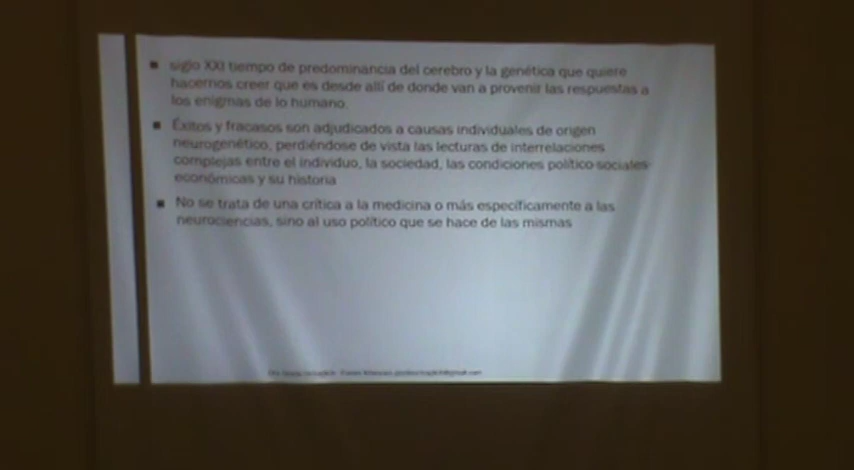 siglo XXI tiempo de predominancia del cerebro y la genética que quiere
hacernos creer que es desde allí de donde van a provenir las respuestas a
los enigmas de lo humano.
Éxitos y fracasos son adjudicados a causas individuales de origen
neurogenético, perdiéndose de vista las lecturas de interrelaciones
complejas entre el individuo, la sociedad, las condiciones político-sociales-
económicas y su historia
No se trata de una crítica a la medicina o más específicamente a las
neurociencias, sino al uso político que se hace de las mismas